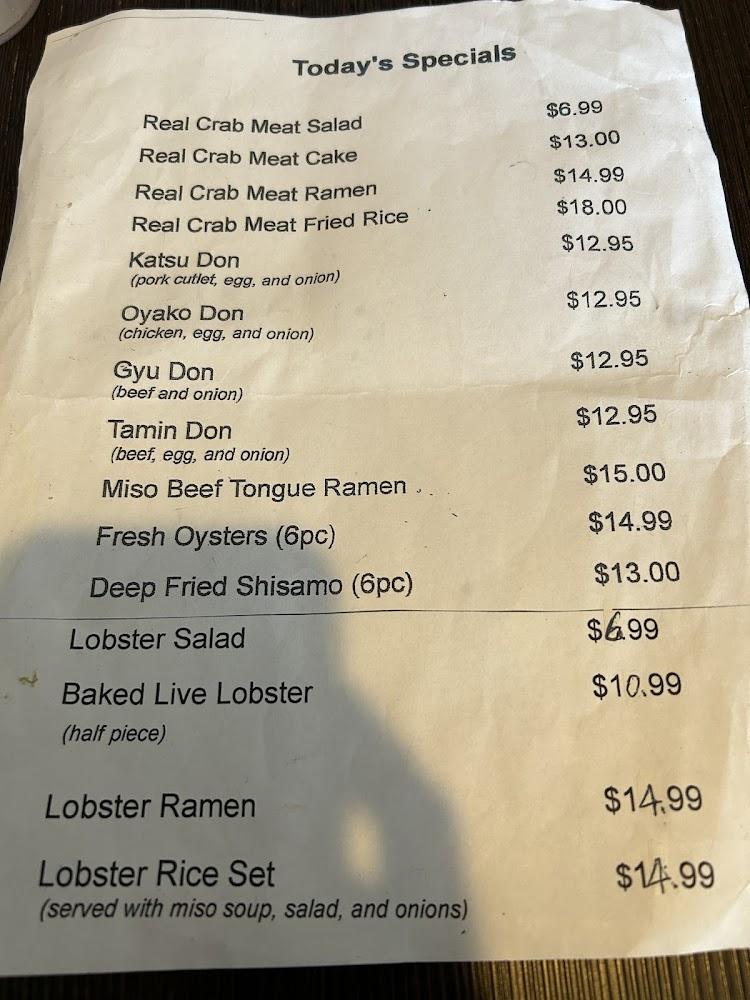 Today's Specials
Real Crab Meat Salad $6.99
Real Crab Meat Cake $13.00
Real Crab Meat Ramen $14.99
Real Crab Meat Fried Rice $18.00
Katsu Don $12.95
(pork cutlet, egg, and onion)
Oyako Don $12.95
(chicken, egg, and onion)
Gyu Don $12.95
(beef and onion)
Tamin Don $12.95
(beef, egg, and onion)
Miso Beef Tongue Ramen $15.00
Fresh Oysters (6pc) $14.99
Deep Fried Shisamo (6pc) $13.00
Lobster Salad $6.99
Baked Live Lobster $10.99
(half piece)
Lobster Ramen $14.99
Lobster Rice Set $14.99
(served with miso soup, salad, and onions)